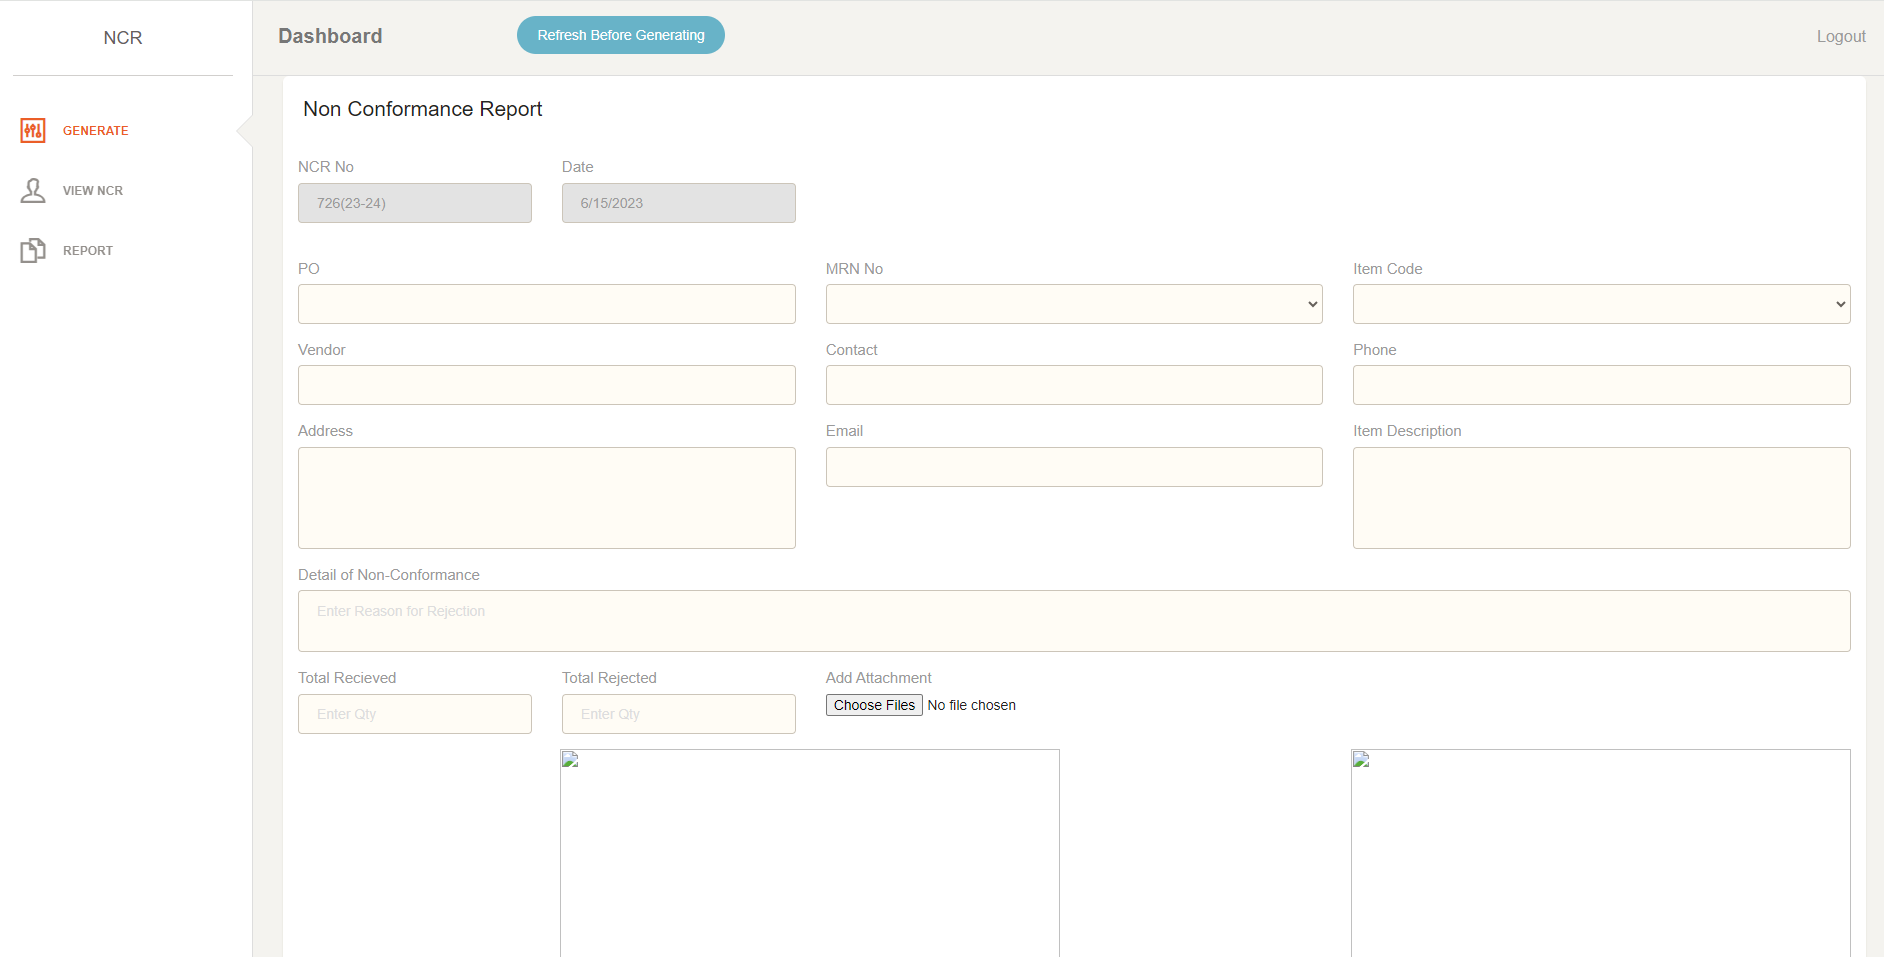 NCR
Dashboard
Refresh Before Generating
Logout
GENERATE
VIEW NCR
REPORT
Non Conformance Report
NCR No
Date
726(23-24)
6/15/2023
PO
MRN No
Item Code
Vendor
Contact
Phone
Address
Email
Item Description
Detail of Non-Conformance
Enter Reason for Rejection
Total Recieved
Total Rejected
Add Attachment
Enter Qty
Enter Qty
Choose Files No file chosen